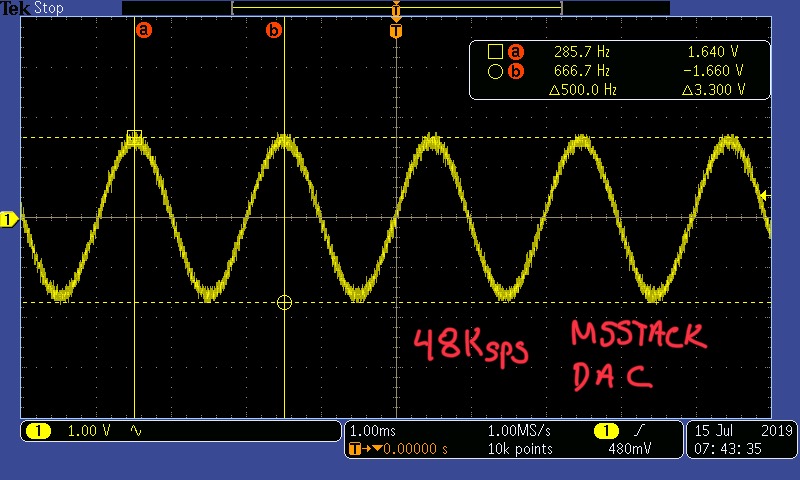 Tek Stop
a
b
T
a 285.7 Hz 1.640 V
b 666.7 Hz −1.660 V
△500.0 Hz △3.300 V
1
48Ksps
M5STACK
DAC
1 1.00 V ∿
1.00ms 1.00MS/s 1 ∫ 15 Jul 2019
T→▼0.00000 s 10k points 480mV 07:43:35